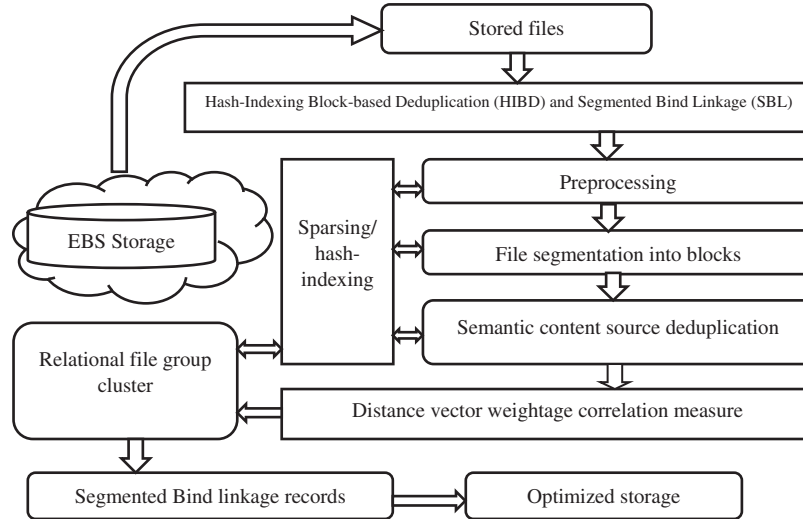 Stored files
Hash-Indexing Block-based Deduplication (HIBD) and Segmented Bind Linkage (SBL)
Preprocessing
EBS Storage
Sparsing/
hash-
indexing
File segmentation into blocks
Semantic content source deduplication
Relational file group
cluster
Distance vector weightage correlation measure
Segmented Bind linkage records
Optimized storage